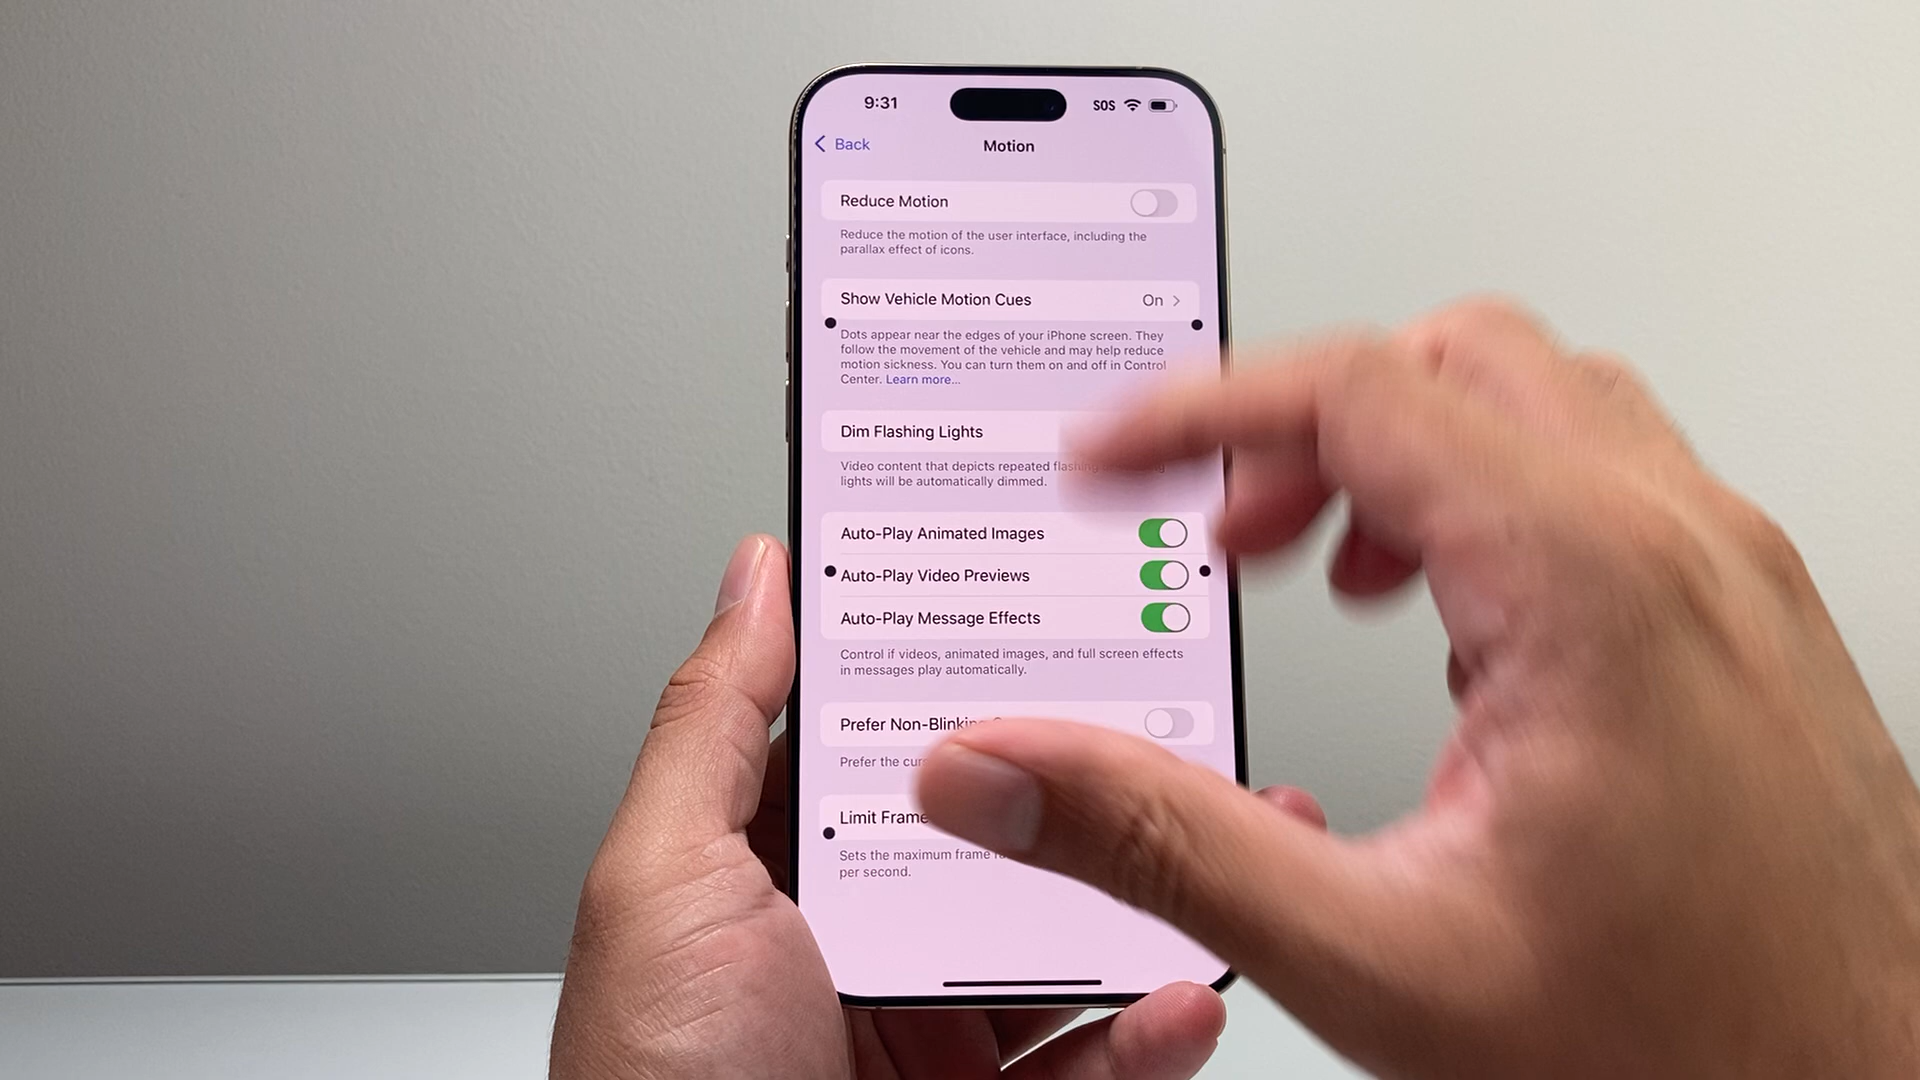 9:31
SOS
Back
Motion
Reduce Motion
Reduce the motion of the user interface, including the
parallax effect of icons.
Show Vehicle Motion Cues
On
Dots appear near the edges of your iPhone screen. They
follow the movement of the vehicle and may help reduce
motion sickness. You can turn them on and off in Control
Center. Learn more...
Dim Flashing Lights
Video content that depicts repeated flashing
lights will be automatically dimmed.
Auto-Play Animated Images
Auto-Play Video Previews
Auto-Play Message Effects
Control if videos, animated images, and full screen effects
in messages play automatically.
Prefer Non-Blinking
Prefer the
Limit Frame
Sets the maximum frame
per second.